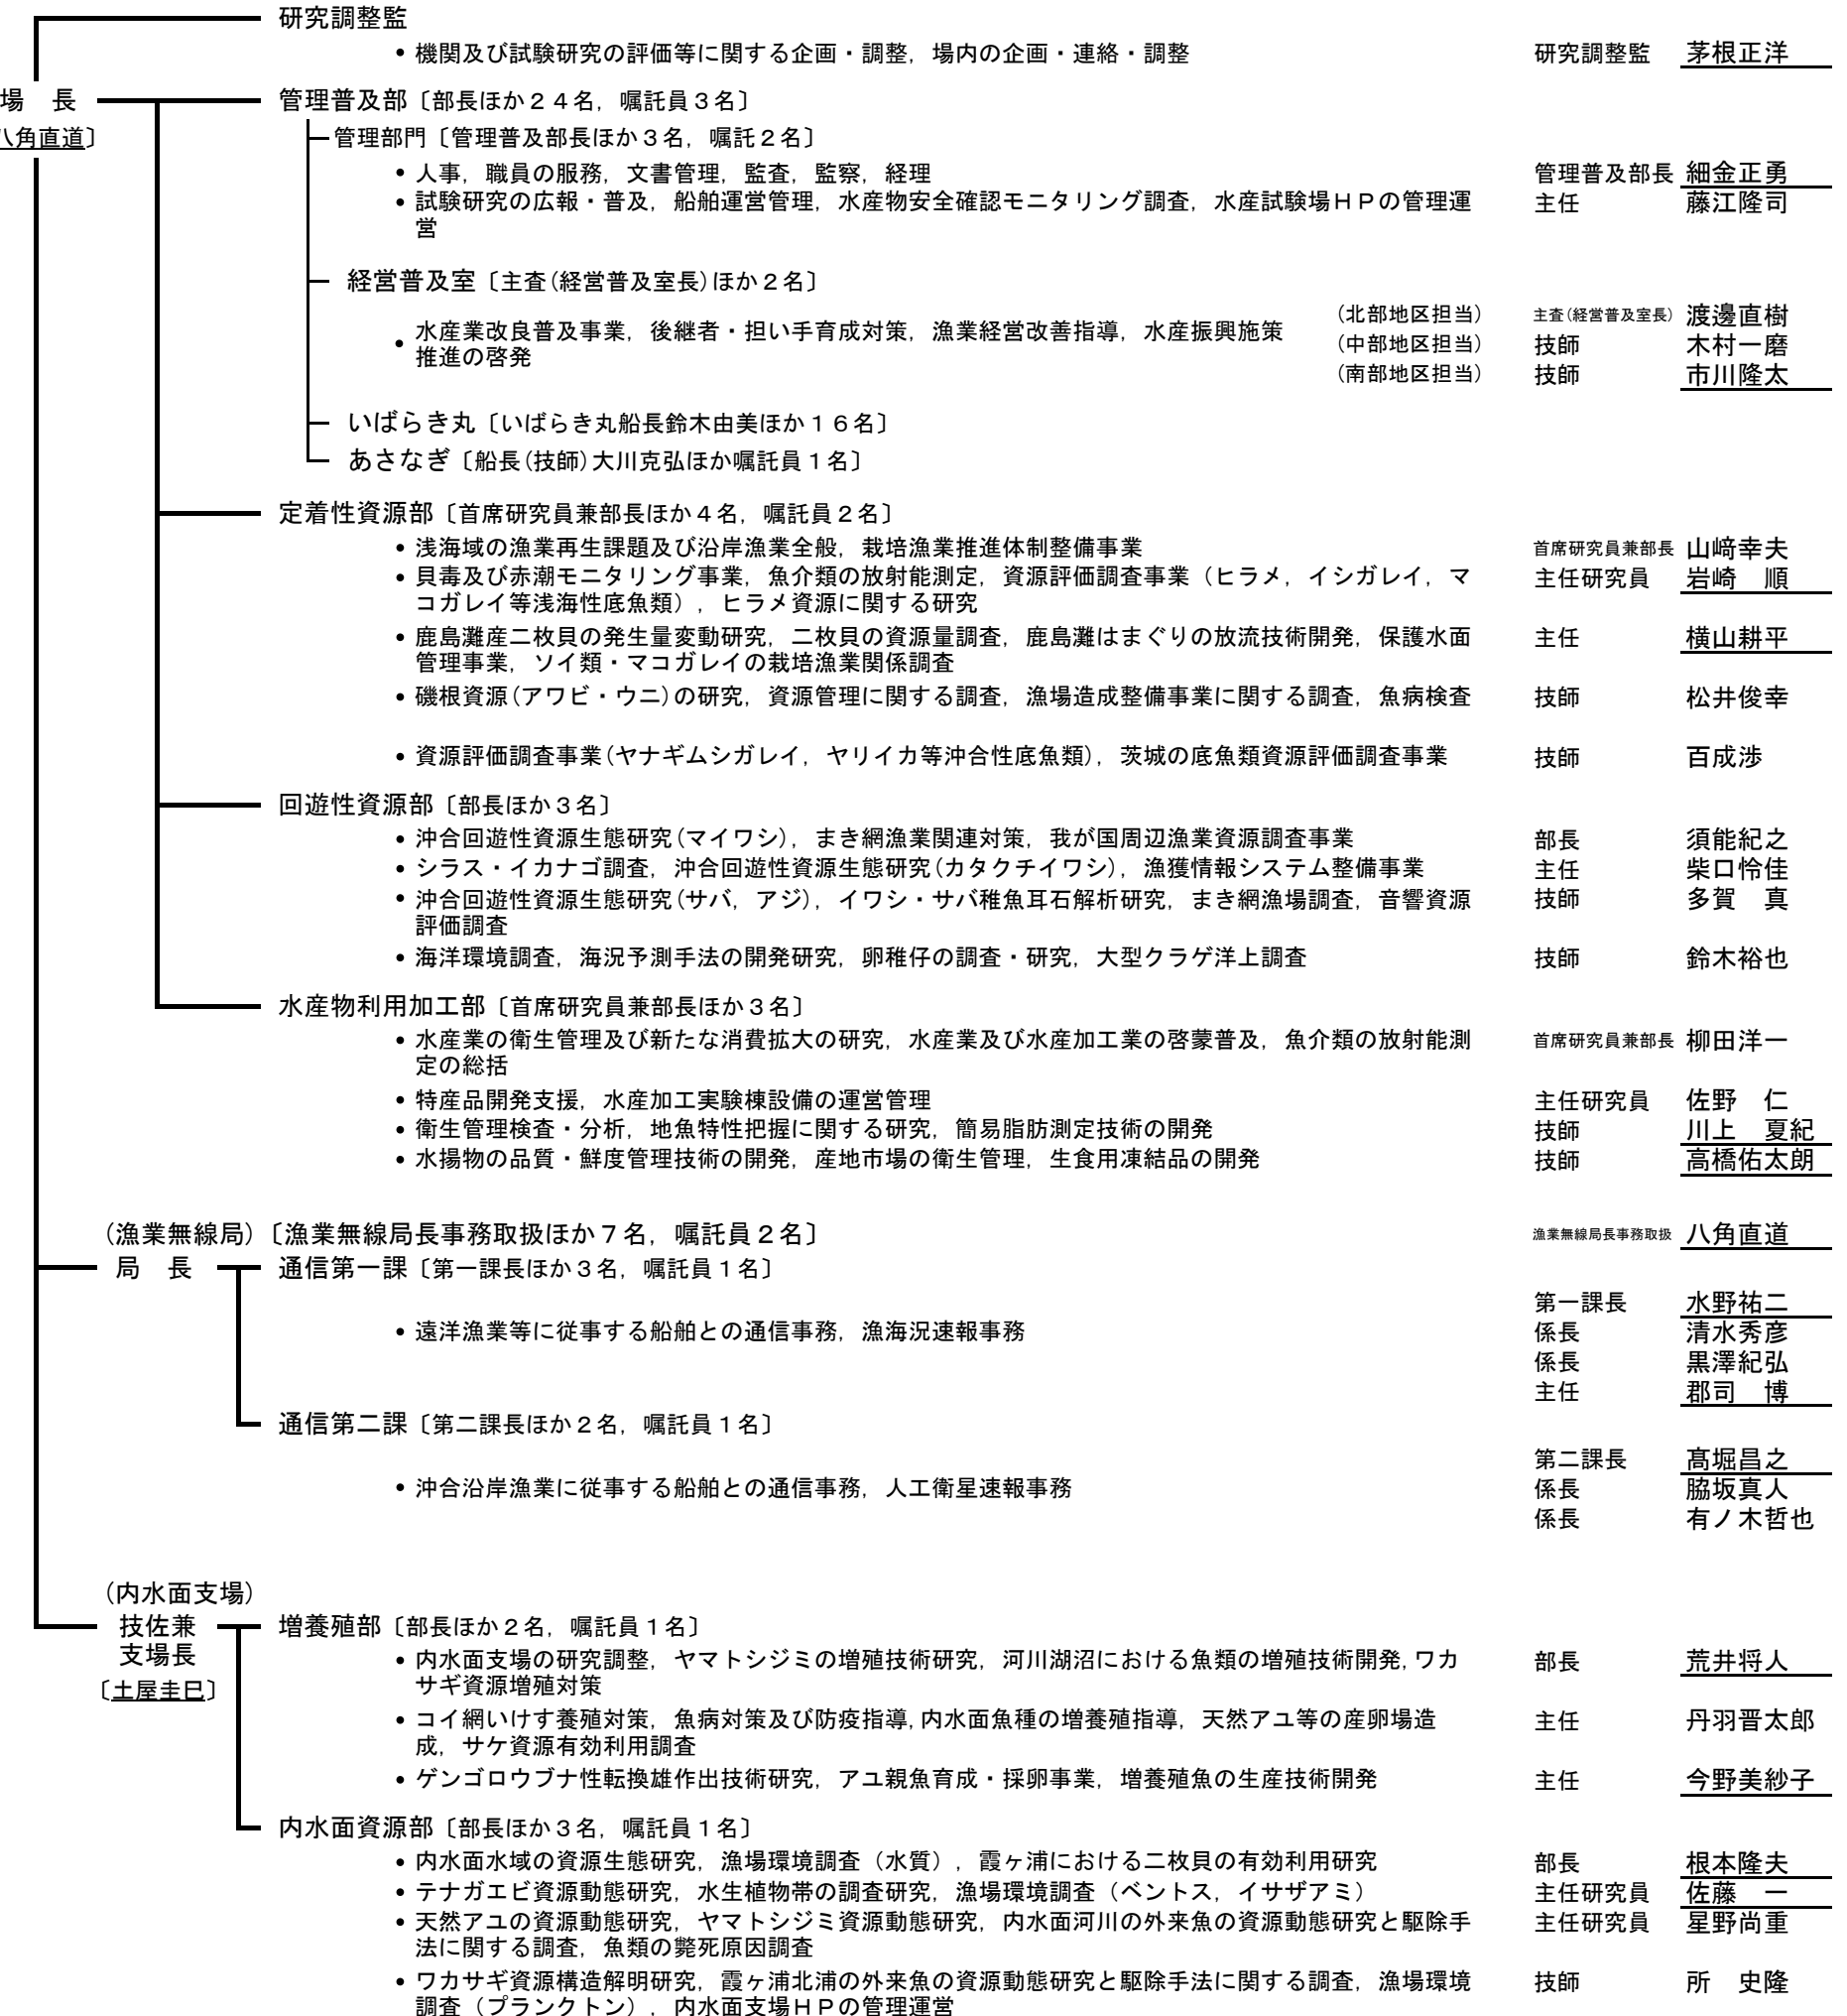 研究調整監
・機関及び試験研究の評価等に関する企画・調整，場内の企画・連絡・調整 研究調整監 茅根正洋
場　長 管理普及部〔部長ほか２４名，嘱託員３名〕
八角直道〕 管理部門〔管理普及部長ほか３名，嘱託２名〕
・人事，職員の服務，文書管理，監査，監察，経理 管理普及部長 細金正勇
・試験研究の広報・普及，船舶運営管理，水産物安全確認モニタリング調査，水産試験場ＨＰの管理運 主任 藤江隆司
営
経営普及室〔主査(経営普及室長)ほか２名〕
（北部地区担当） 主査(経営普及室長) 渡邊直樹
・水産業改良普及事業，後継者・担い手育成対策，漁業経営改善指導，水産振興施策
（中部地区担当） 技師 木村一磨
推進の啓発
（南部地区担当） 技師 市川隆太
いばらき丸〔いばらき丸船長鈴木由美ほか１６名〕
あさなぎ〔船長(技師)大川克弘ほか嘱託員１名〕
定着性資源部〔首席研究員兼部長ほか４名，嘱託員２名〕
・浅海域の漁業再生課題及び沿岸漁業全般，栽培漁業推進体制整備事業 首席研究員兼部長 山﨑幸夫
・貝毒及び赤潮モニタリング事業，魚介類の放射能測定，資源評価調査事業（ヒラメ，イシガレイ，マ 主任研究員 岩崎　順
コガレイ等浅海性底魚類），ヒラメ資源に関する研究
・鹿島灘産二枚貝の発生量変動研究，二枚貝の資源量調査，鹿島灘はまぐりの放流技術開発，保護水面 主任 横山耕平
管理事業，ソイ類・マコガレイの栽培漁業関係調査
・磯根資源(アワビ・ウニ)の研究，資源管理に関する調査，漁場造成整備事業に関する調査，魚病検査 技師 松井俊幸
・資源評価調査事業(ヤナギムシガレイ，ヤリイカ等沖合性底魚類)，茨城の底魚類資源評価調査事業 技師 百成渉
回遊性資源部〔部長ほか３名〕
・沖合回遊性資源生態研究(マイワシ)，まき網漁業関連対策，我が国周辺漁業資源調査事業 部長 須能紀之
・シラス・イカナゴ調査，沖合回遊性資源生態研究(カタクチイワシ)，漁獲情報システム整備事業 主任 柴口怜佳
・沖合回遊性資源生態研究(サバ，アジ)，イワシ・サバ稚魚耳石解析研究，まき網漁場調査，音響資源 技師 多賀　真
評価調査
・海洋環境調査，海況予測手法の開発研究，卵稚仔の調査・研究，大型クラゲ洋上調査 技師 鈴木裕也
水産物利用加工部〔首席研究員兼部長ほか３名〕
・水産業の衛生管理及び新たな消費拡大の研究，水産業及び水産加工業の啓蒙普及，魚介類の放射能測 首席研究員兼部長 柳田洋一
定の総括
・特産品開発支援，水産加工実験棟設備の運営管理 主任研究員 佐野　仁
・衛生管理検査・分析，地魚特性把握に関する研究，簡易脂肪測定技術の開発 技師 川上　夏紀
・水揚物の品質・鮮度管理技術の開発，産地市場の衛生管理，生食用凍結品の開発 技師 高橋佑太朗
（漁業無線局）〔漁業無線局長事務取扱ほか７名，嘱託員２名〕 漁業無線局長事務取扱 八角直道
局　長 通信第一課〔第一課長ほか３名，嘱託員１名〕
第一課長 水野祐二
・遠洋漁業等に従事する船舶との通信事務，漁海況速報事務 係長 清水秀彦
係長 黒澤紀弘
主任 郡司　博
通信第二課〔第二課長ほか２名，嘱託員１名〕
第二課長 髙堀昌之
・沖合沿岸漁業に従事する船舶との通信事務，人工衛星速報事務 係長 脇坂真人
係長 有ノ木哲也
（内水面支場）
技佐兼 増養殖部〔部長ほか２名，嘱託員１名〕
支場長
・内水面支場の研究調整，ヤマトシジミの増殖技術研究，河川湖沼における魚類の増殖技術開発,ワカ 部長 荒井将人
サギ資源増殖対策
〔土屋圭巳〕
・コイ網いけす養殖対策，魚病対策及び防疫指導,内水面魚種の増養殖指導，天然アユ等の産卵場造 主任 丹羽晋太郎
成，サケ資源有効利用調査
・ゲンゴロウブナ性転換雄作出技術研究，アユ親魚育成・採卵事業，増養殖魚の生産技術開発 主任 今野美紗子
内水面資源部〔部長ほか３名，嘱託員１名〕
・内水面水域の資源生態研究，漁場環境調査（水質），霞ヶ浦における二枚貝の有効利用研究 部長 根本隆夫
・テナガエビ資源動態研究，水生植物帯の調査研究，漁場環境調査（ベントス，イサザアミ） 主任研究員 佐藤　一
・天然アユの資源動態研究，ヤマトシジミ資源動態研究，内水面河川の外来魚の資源動態研究と駆除手 主任研究員 星野尚重
法に関する調査，魚類の斃死原因調査
・ワカサギ資源構造解明研究，霞ヶ浦北浦の外来魚の資源動態研究と駆除手法に関する調査，漁場環境 技師 所　史隆
調査（プランクトン），内水面支場ＨＰの管理運営